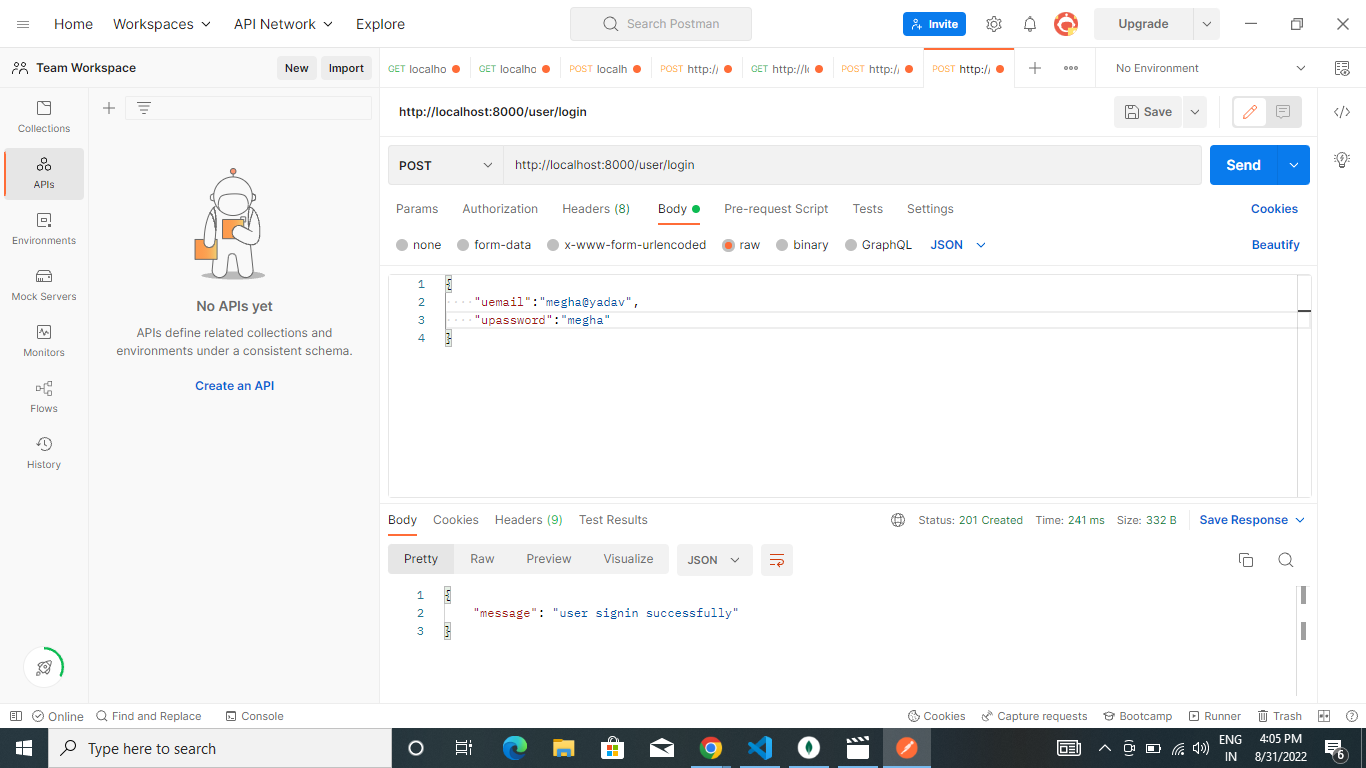 Home Workspaces API Network Explore Search Postman Invite Upgrade
Team Workspace New Import GET localho GET localho POST localh POST http:/ GET http://l POST http:/ POST http:/ No Environment
http://localhost:8000/user/login Save
POST http://localhost:8000/user/login Send
Params Authorization Headers (8) Body Pre-request Script Tests Settings Cookies
none form-data x-www-form-urlencoded raw binary GraphQL JSON Beautify
1 {
2 ····"uemail":"megha@yadav",
3 ····"upassword":"megha"
4 }
Collections
APIs
Environments
Mock Servers
Monitors
Flows
History
No APIs yet
APIs define related collections and
environments under a consistent schema.
Create an API
Body Cookies Headers (9) Test Results Status: 201 Created Time: 241 ms Size: 332 B Save Response
Pretty Raw Preview Visualize JSON
1 {
2 "message": "user signin successfully"
3 }
Online Find and Replace Console Cookies Capture requests Bootcamp Runner Trash
Type here to search
ENG
IN
4:05 PM
8/31/2022
6